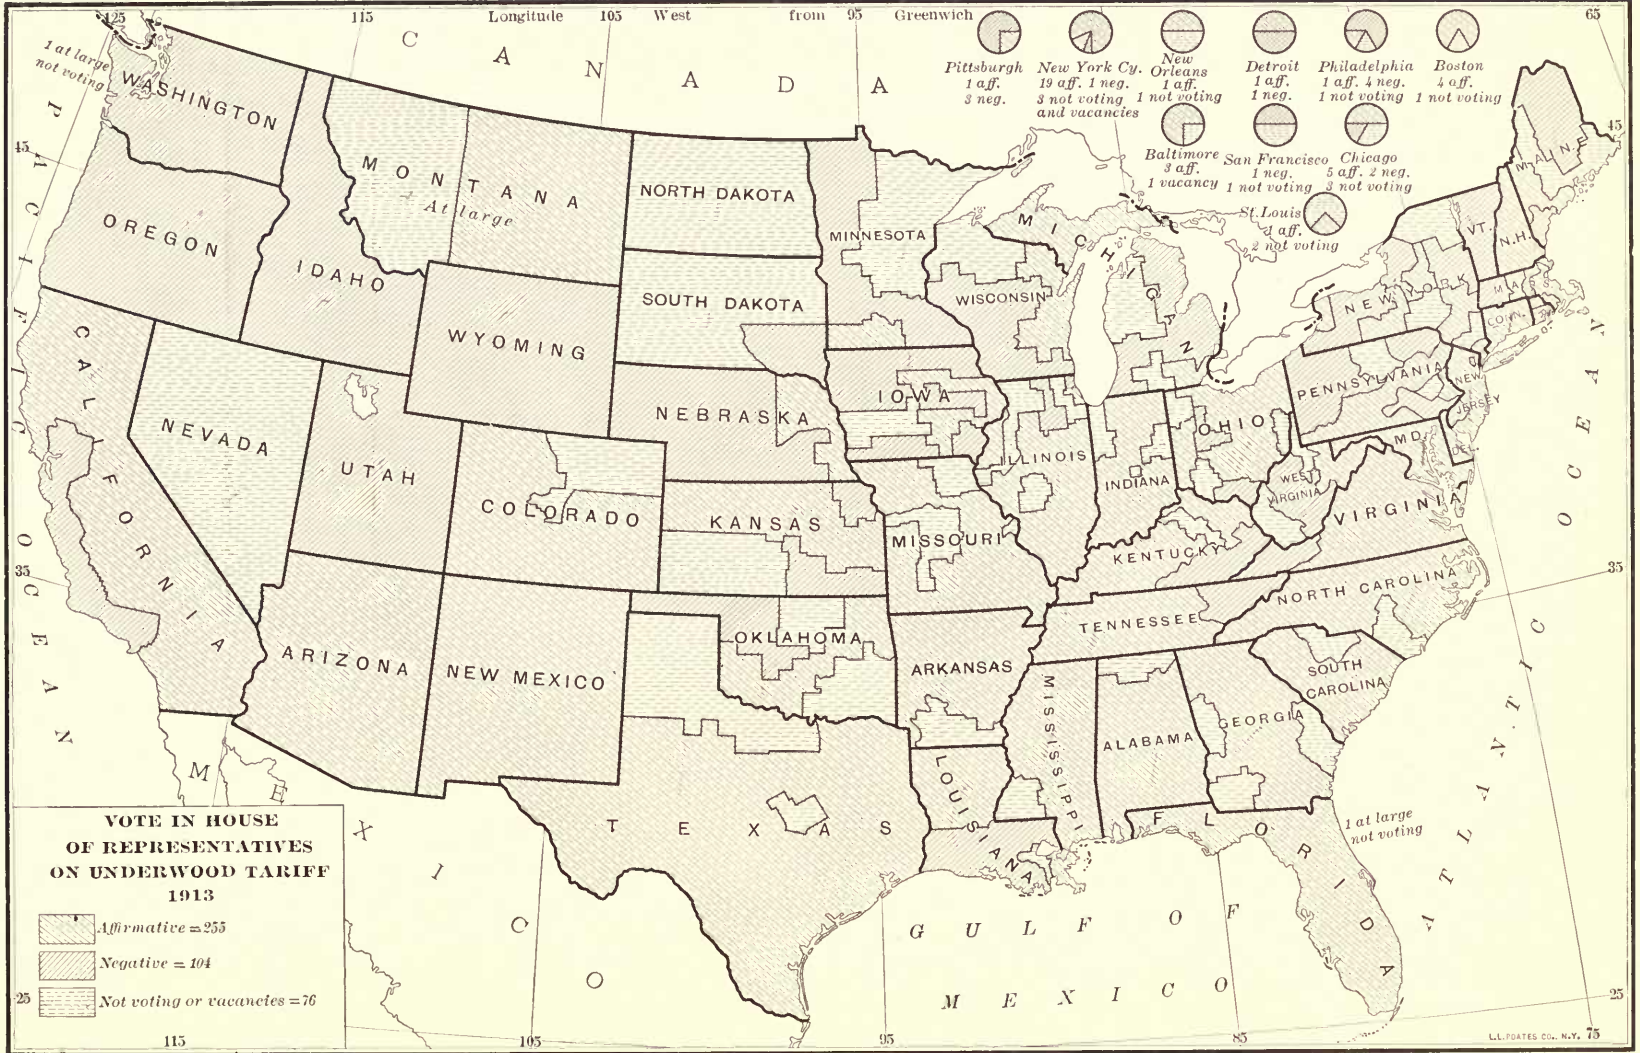 125 115 Longitude 105 West from 95 Greenwich 65
CANADA
1 at large
not voting
Pittsburgh
1 aff.
3 neg.
New York Cy.
19 aff. 1 neg.
3 not voting
and vacancies
New
Orleans
1 aff.
1 not voting
Detroit
1 aff.
1 neg.
Philadelphia
1 aff. 4 neg.
1 not voting
Boston
4 aff.
1 not voting
Baltimore
3 aff.
1 vacancy
San Francisco
1 neg.
1 not voting
Chicago
5 aff. 2 neg.
3 not voting
St. Louis
1 aff.
2 not voting
45
45
PACIFIC OCEAN
ATLANTIC OCEAN
WASHINGTON
OREGON
IDAHO
MONTANA
At large
NORTH DAKOTA
SOUTH DAKOTA
MINNESOTA
WISCONSIN
MICHIGAN
MAIN.
VT.
N.H.
MA
CONN.
NEW YORK
WYOMING
NEBRASKA
IOWA
ILLINOIS
INDIANA
OHIO
PENNSYLVANIA
NEW
JERSEY
DEL.
MD.
WEST
VIRGINIA
VIRGINIA
CALIFORNIA
NEVADA
UTAH
COLORADO
KANSAS
MISSOURI
KENTUCKY
TENNESSEE
NORTH CAROLINA
SOUTH
CAROLINA
35
35
ARIZONA
NEW MEXICO
OKLAHOMA
ARKANSAS
MISSISSIPPI
ALABAMA
GEORGIA
TEXAS
LOUISIANA
FLORIDA
1 at large
not voting
MEXICO
GULF OF
MEXICO
VOTE IN HOUSE
OF REPRESENTATIVES
ON UNDERWOOD TARIFF
1913
Affirmative = 255
Negative = 104
Not voting or vacancies = 76
25
25
115 105 95 85 75
L.L. POATES CO., N.Y.